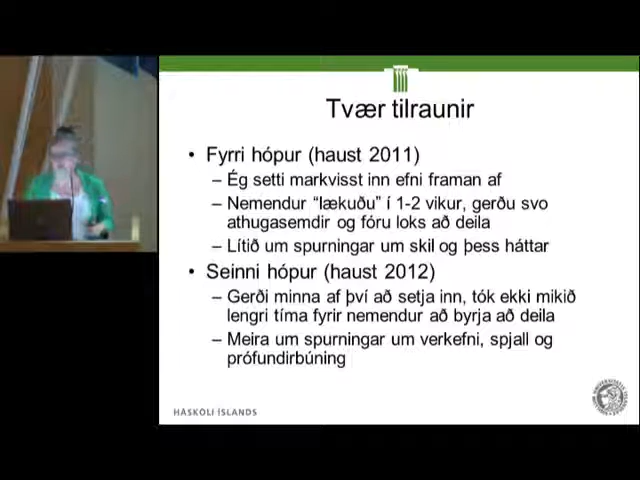 Tvær tilraunir
• Fyrri hópur (haust 2011)
– Ég setti markvisst inn efni framan af
– Nemendur “lækuðu” í 1-2 vikur, gerðu svo
athugasemdir og fóru loks að deila
– Lítið um spurningar um skil og þess háttar
• Seinni hópur (haust 2012)
– Gerði minna af því að setja inn, tók ekki mikið
lengri tíma fyrir nemendur að byrja að deila
– Meira um spurningar um verkefni, spjall og
prófundirbúning
HÁSKÓLI ÍSLANDS